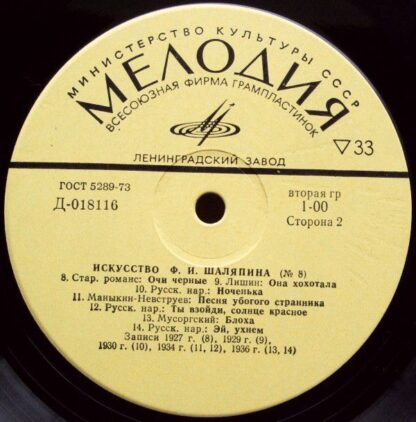 МИНИСТЕРСТВО КУЛЬТУРЫ СССР
МЕЛОДИЯ
ВСЕСОЮЗНАЯ ФИРМА ГРАМПЛАСТИНОК
ЛЕНИНГРАДСКИЙ ЗАВОД
▽33
ГОСТ 5289-73
Д-018116
вторая гр
1-00
Сторона 2
ИСКУССТВО Ф. И. ШАЛЯПИНА (№ 8)
8. Стар. романс: Очи черные 9. Лишин: Она хохотала
10. Русск. нар.: Ноченька
11. Маныкин-Невструев: Песня убогого странника
12. Русск. нар.: Ты взойди, солнце красное
13. Мусоргский: Блоха
14. Русск. нар.: Эй, ухнем
Записи 1927 г. (8), 1929 г. (9),
1930 г. (10), 1934 г. (11, 12), 1936 г. (13, 14)